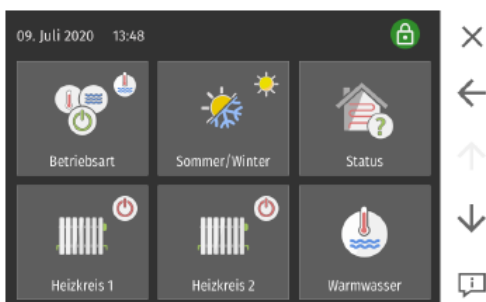 09. Juli 2020 13:48
Betriebsart
Sommer/Winter
Status
Heizkreis 1
Heizkreis 2
Warmwasser